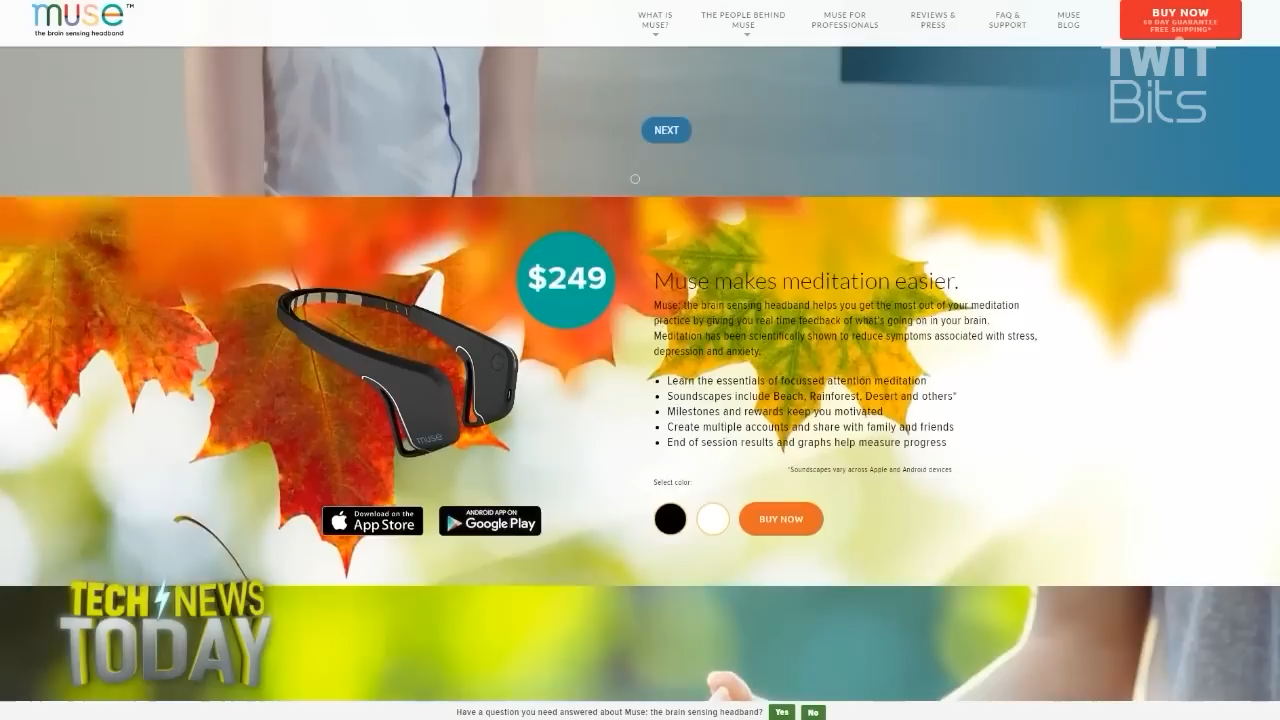 muse™
the brain sensing headband
WHAT IS
MUSE?
THE PEOPLE BEHIND
MUSE
MUSE FOR
PROFESSIONALS
REVIEWS &
PRESS
FAQ &
SUPPORT
MUSE
BLOG
BUY NOW
60 DAY GUARANTEE
FREE SHIPPING*
TWiT
Bits
NEXT
$249
Muse makes meditation easier.
Muse: the brain sensing headband helps you get the most out of your meditation
practice by giving you real time feedback of what's going on in your brain.
Meditation has been scientifically shown to reduce symptoms associated with stress,
depression and anxiety.
• Learn the essentials of focussed attention meditation
• Soundscapes include Beach, Rainforest, Desert and others*
• Milestones and rewards keep you motivated
• Create multiple accounts and share with family and friends
• End of session results and graphs help measure progress
*Soundscapes vary across Apple and Android devices
Select color:
BUY NOW
muse
Download on the
App Store
ANDROID APP ON
Google Play
TECH NEWS
TODAY
Have a question you need answered about Muse: the brain sensing headband? Yes No